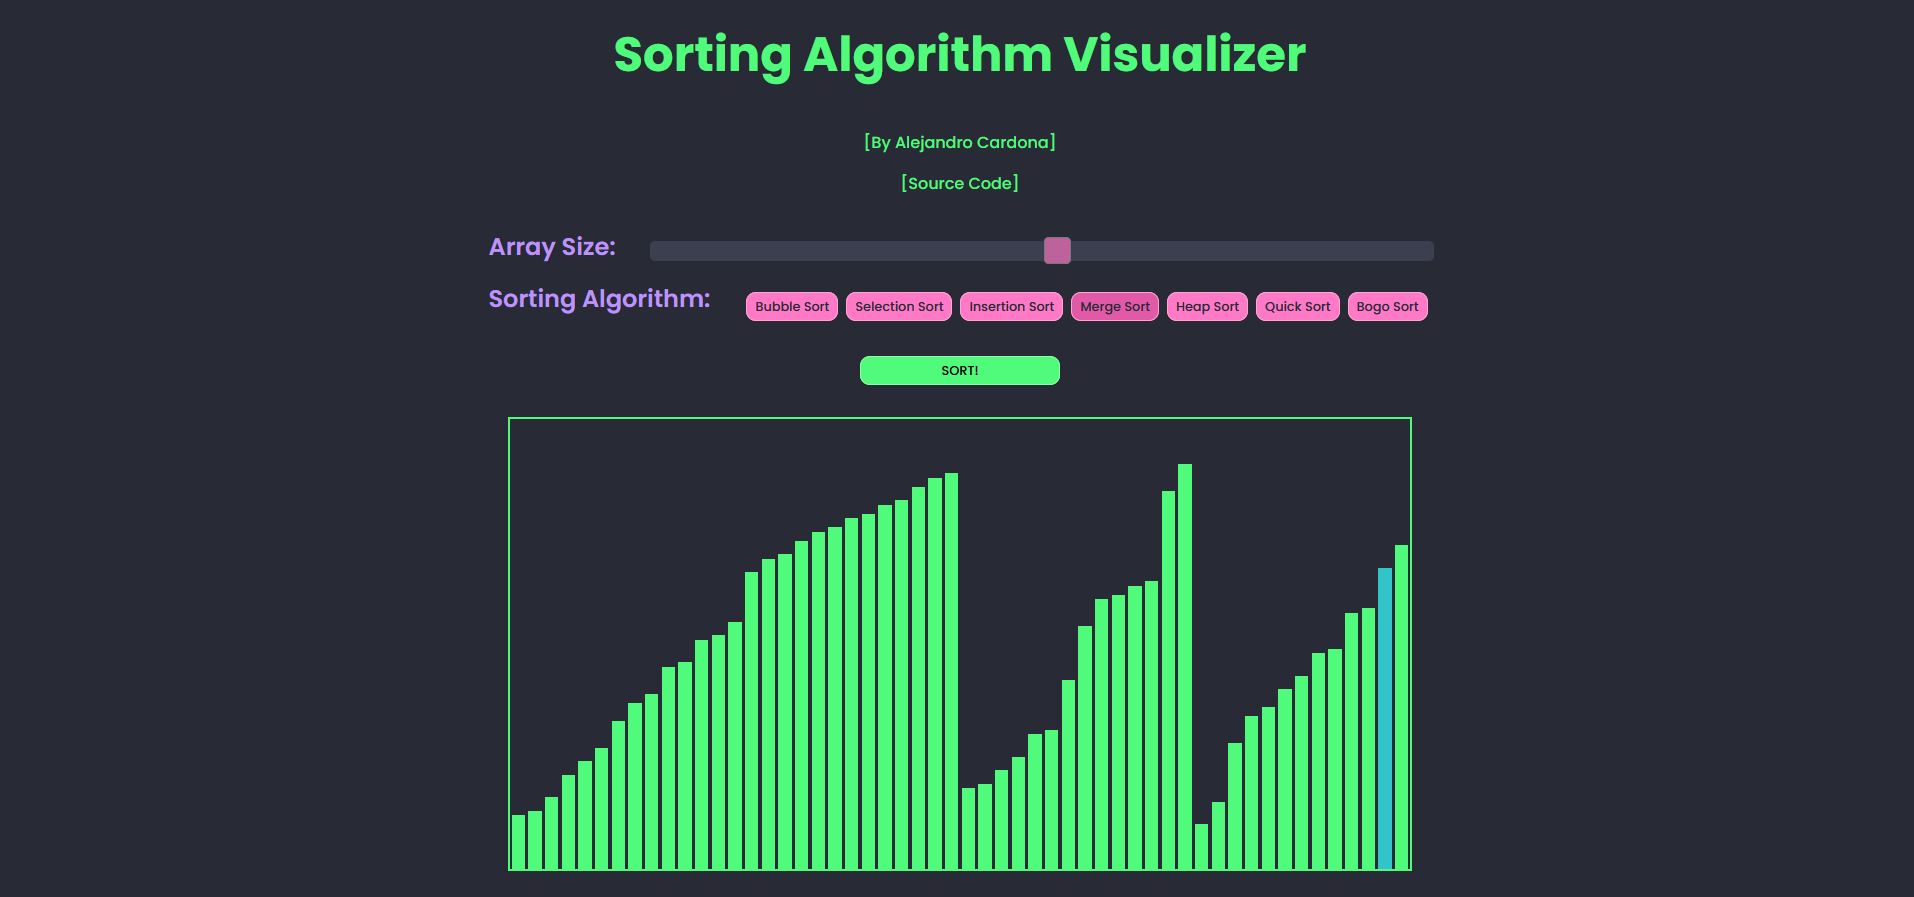 Sorting Algorithm Visualizer
[By Alejandro Cardona]
[Source Code]
Array Size:
Sorting Algorithm: Bubble Sort Selection Sort Insertion Sort Merge Sort Heap Sort Quick Sort Bogo Sort
SORT!